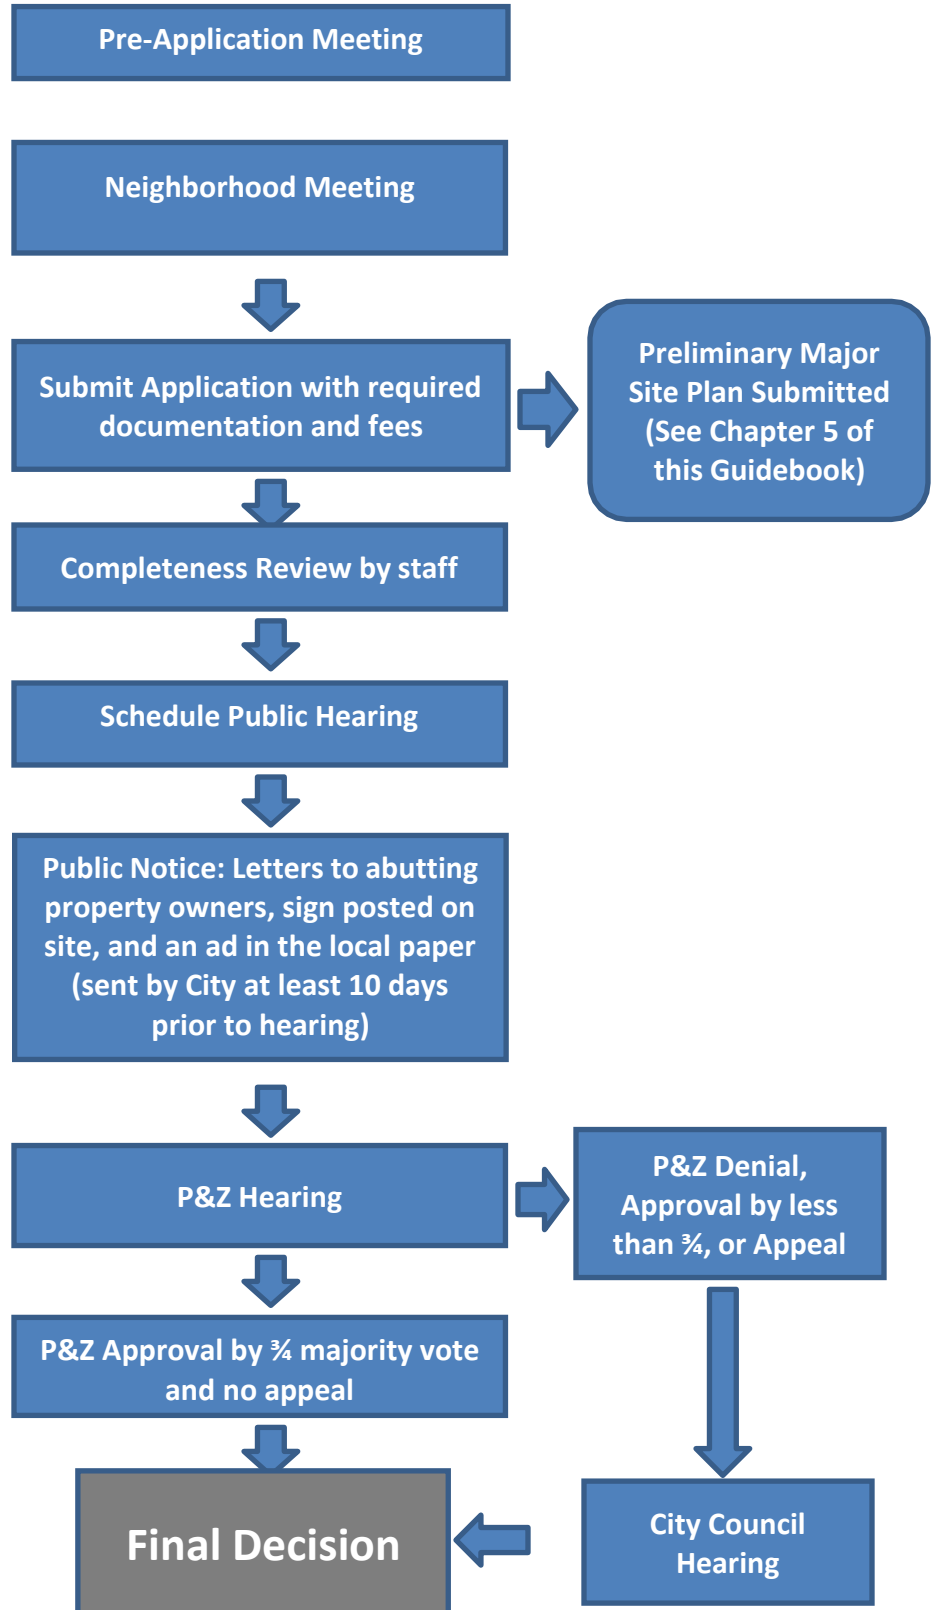 Pre-Application Meeting
Neighborhood Meeting
Submit Application with required
documentation and fees
Preliminary Major
Site Plan Submitted
(See Chapter 5 of
this Guidebook)
Completeness Review by staff
Schedule Public Hearing
Public Notice: Letters to abutting
property owners, sign posted on
site, and an ad in the local paper
(sent by City at least 10 days
prior to hearing)
P&Z Hearing
P&Z Denial,
Approval by less
than ¾, or Appeal
P&Z Approval by ¾ majority vote
and no appeal
City Council
Hearing
Final Decision